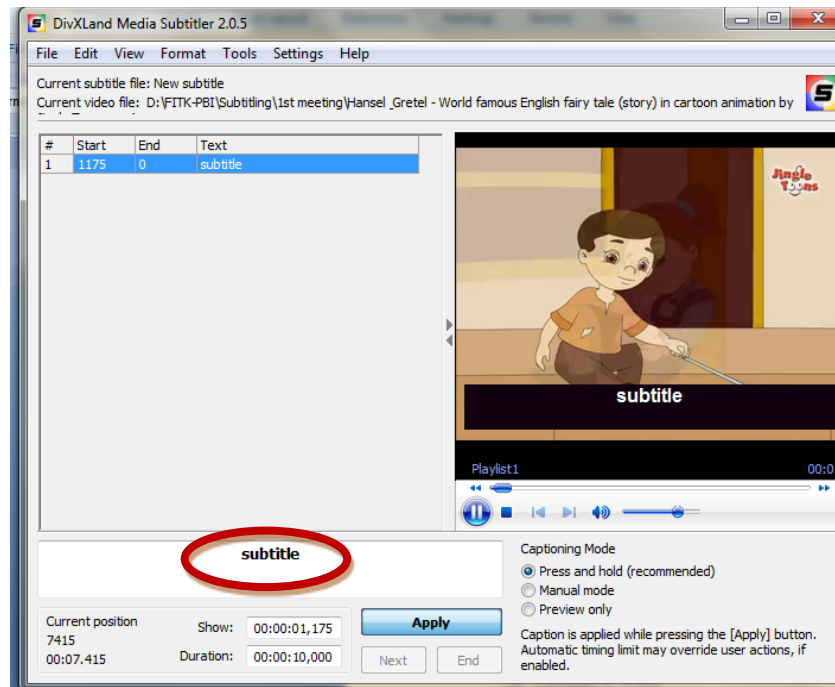 DivXLand Media Subtitler 2.0.5
File Edit View Format Tools Settings Help
Current subtitle file: New subtitle
Current video file: D:\FITK-PBI\Subtitling\1st meeting\Hansel _Gretel - World famous English fairy tale (story) in cartoon animation by
# Start End Text
1 1175 0 subtitle
Jingle
Toons
subtitle
Playlist1 00:0
subtitle
Captioning Mode
Press and hold (recommended)
Manual mode
Preview only
Current position
7415
00:07.415
Show: 00:00:01,175
Duration: 00:00:10,000
Apply
Next End
Caption is applied while pressing the [Apply] button.
Automatic timing limit may override user actions, if
enabled.